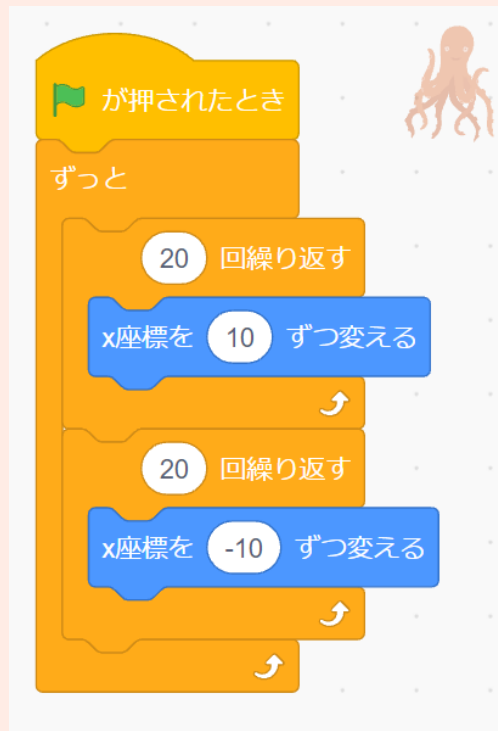 が押されたとき
ずっと
20 回繰り返す
x座標を 10 ずつ変える
20 回繰り返す
x座標を -10 ずつ変える